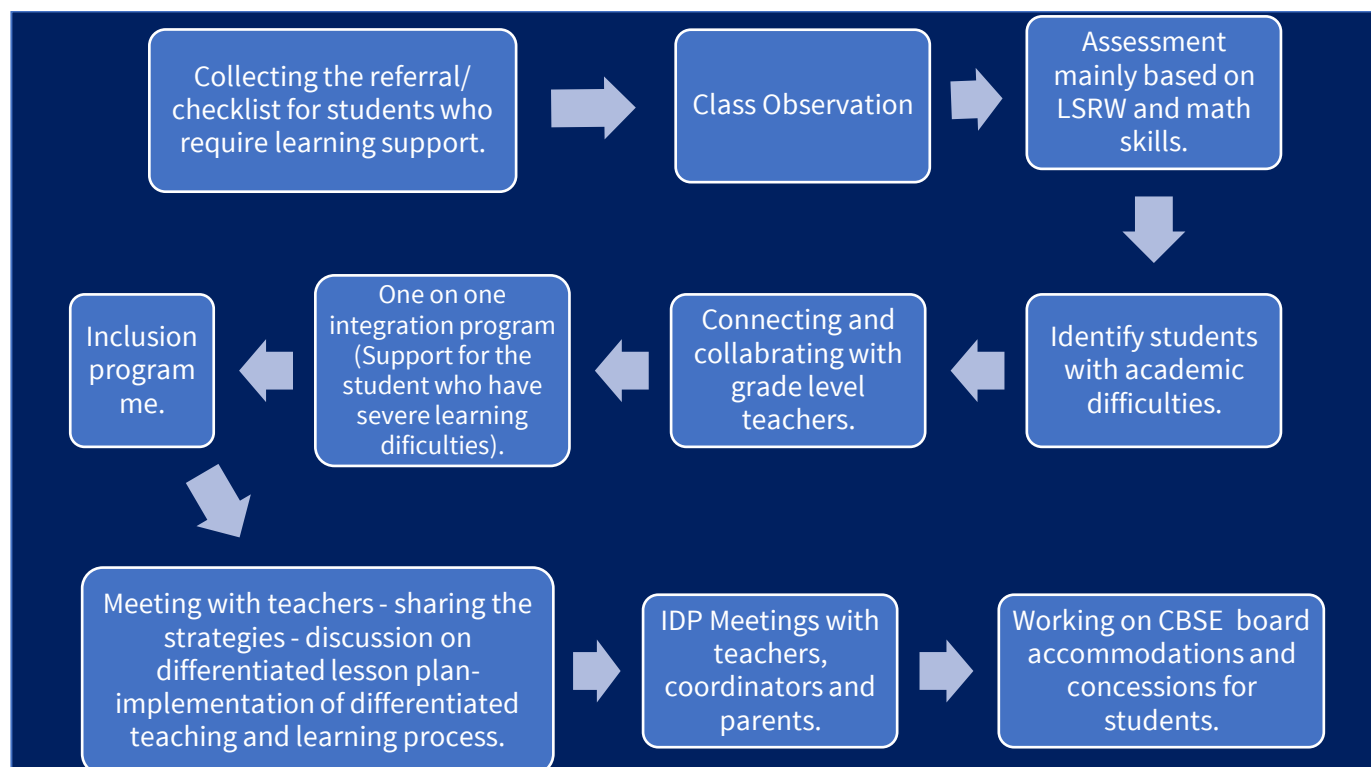 Collecting the referral/
checklist for students who
require learning support.
Class Observation
Assessment
mainly based on
LSRW and math
skills.
Identify students
with academic
difficulties.
Connecting and
collabrating with
grade level
teachers.
One on one
integration program
(Support for the
student who have
severe learning
dificulties).
Inclusion
program
me.
Meeting with teachers - sharing the
strategies - discussion on
differentiated lesson plan-
implementation of differentiated
teaching and learning process.
IDP Meetings with
teachers,
coordinators and
parents.
Working on CBSE board
accommodations and
concessions for
students.